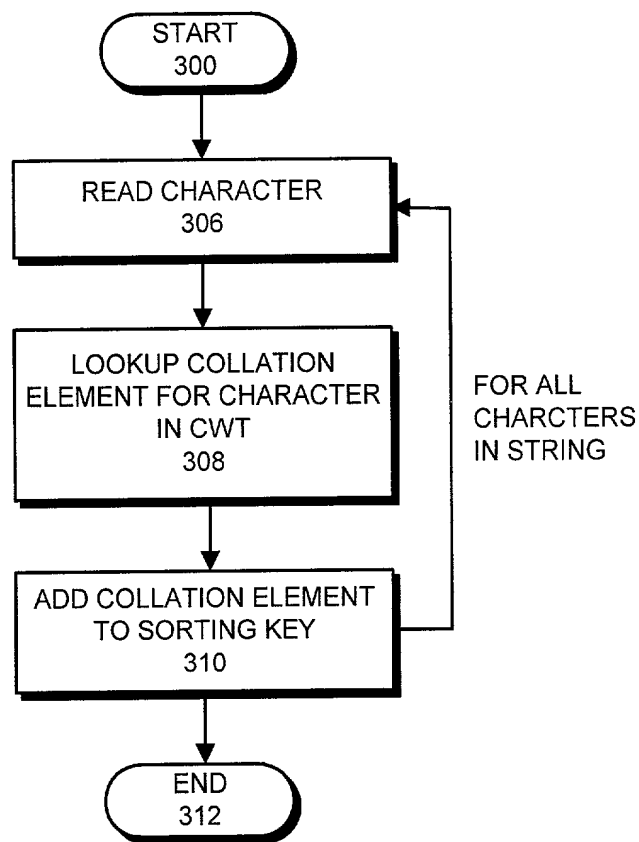 START
300
READ CHARACTER
306
LOOKUP COLLATION
ELEMENT FOR CHARACTER
IN CWT
308
FOR ALL
CHARCTERS
IN STRING
ADD COLLATION ELEMENT
TO SORTING KEY
310
END
312